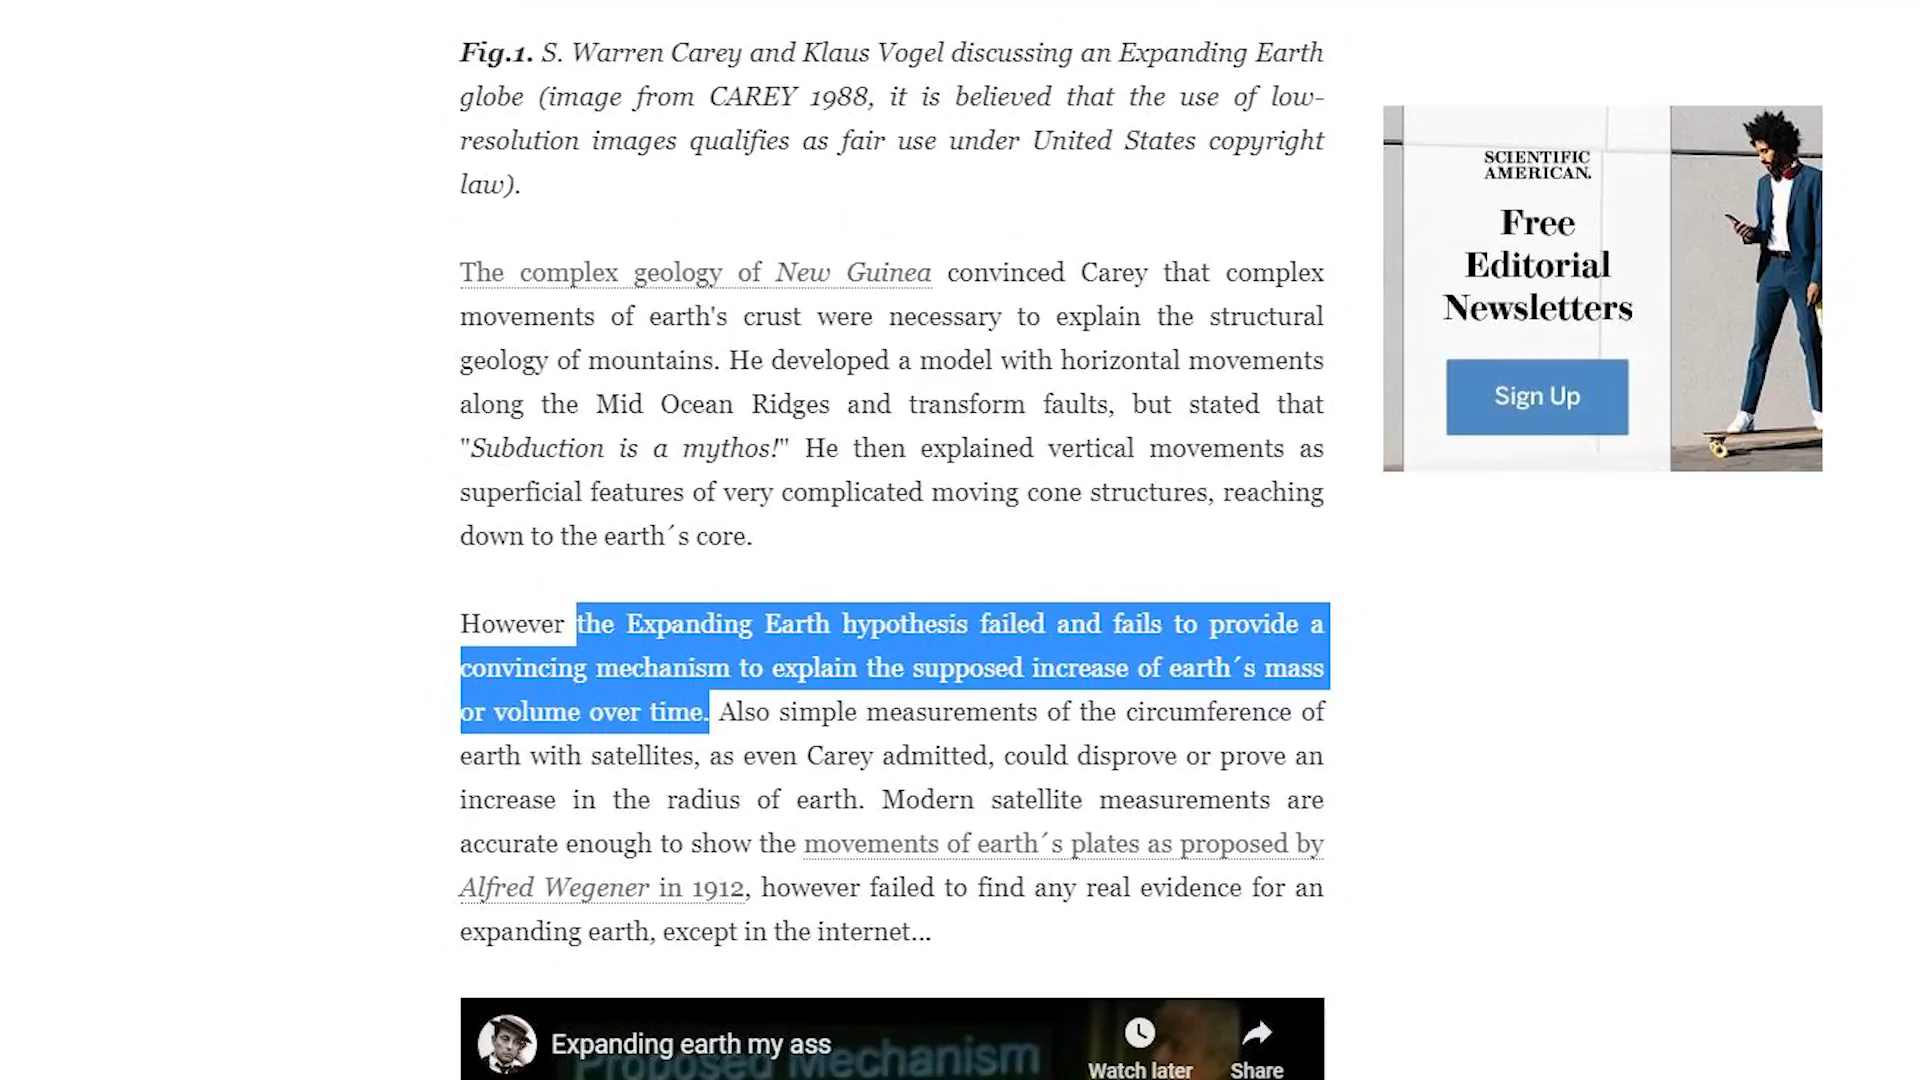 Fig.1. S. Warren Carey and Klaus Vogel discussing an Expanding Earth
globe (image from CAREY 1988, it is believed that the use of low-
resolution images qualifies as fair use under United States copyright
law).
The complex geology of New Guinea convinced Carey that complex
movements of earth's crust were necessary to explain the structural
geology of mountains. He developed a model with horizontal movements
along the Mid Ocean Ridges and transform faults, but stated that
"Subduction is a mythos!" He then explained vertical movements as
superficial features of very complicated moving cone structures, reaching
down to the earth´s core.
However the Expanding Earth hypothesis failed and fails to provide a
convincing mechanism to explain the supposed increase of earth´s mass
or volume over time. Also simple measurements of the circumference of
earth with satellites, as even Carey admitted, could disprove or prove an
increase in the radius of earth. Modern satellite measurements are
accurate enough to show the movements of earth´s plates as proposed by
Alfred Wegener in 1912, however failed to find any real evidence for an
expanding earth, except in the internet...
Expanding earth my ass
Proposed Mechanism
Watch later
Share
SCIENTIFIC
AMERICAN.
Free
Editorial
Newsletters
Sign Up